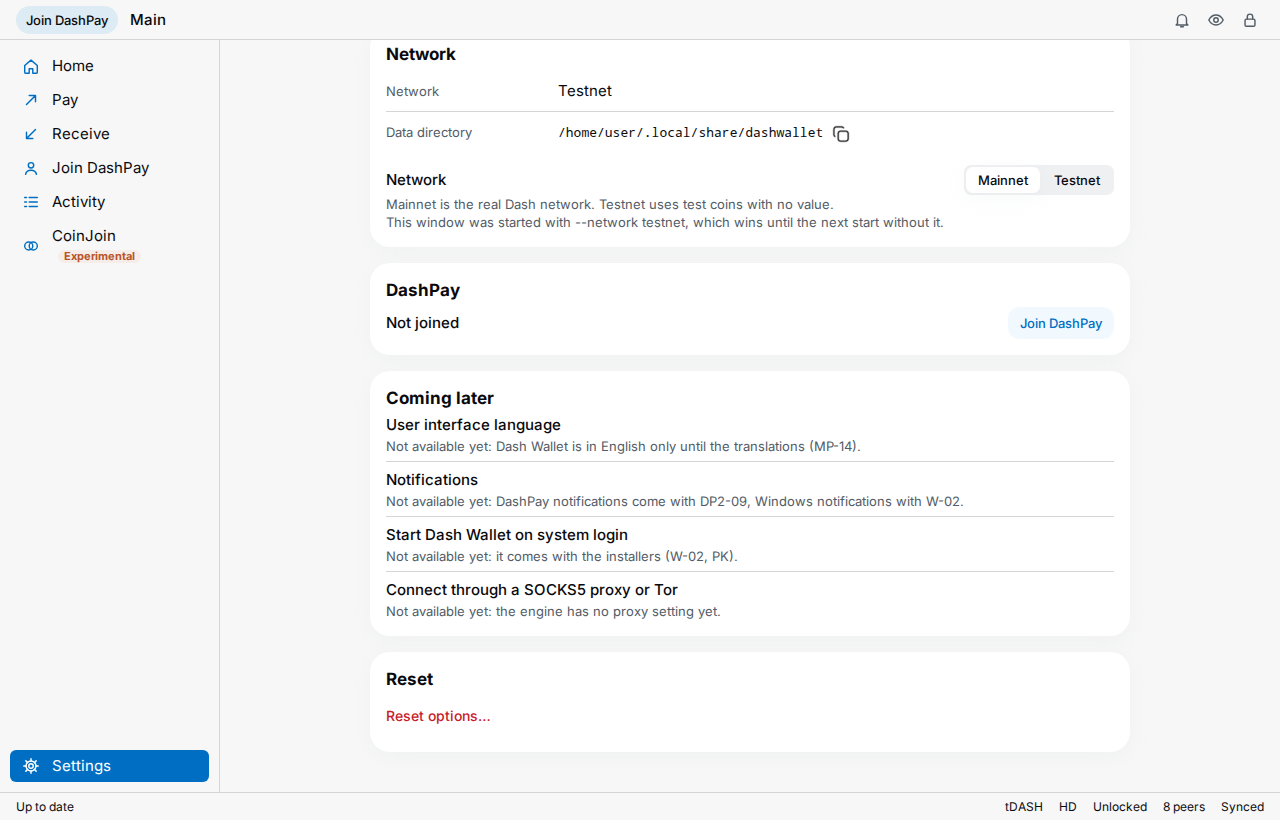 Join DashPay Main
Home
Pay
Receive
Join DashPay
Activity
CoinJoin
Experimental
Settings
Network
Network Testnet
Data directory /home/user/.local/share/dashwallet
Network Mainnet Testnet
Mainnet is the real Dash network. Testnet uses test coins with no value.
This window was started with --network testnet, which wins until the next start without it.
DashPay
Not joined Join DashPay
Coming later
User interface language
Not available yet: Dash Wallet is in English only until the translations (MP-14).
Notifications
Not available yet: DashPay notifications come with DP2-09, Windows notifications with W-02.
Start Dash Wallet on system login
Not available yet: it comes with the installers (W-02, PK).
Connect through a SOCKS5 proxy or Tor
Not available yet: the engine has no proxy setting yet.
Reset
Reset options...
Up to date tDASH HD Unlocked 8 peers Synced